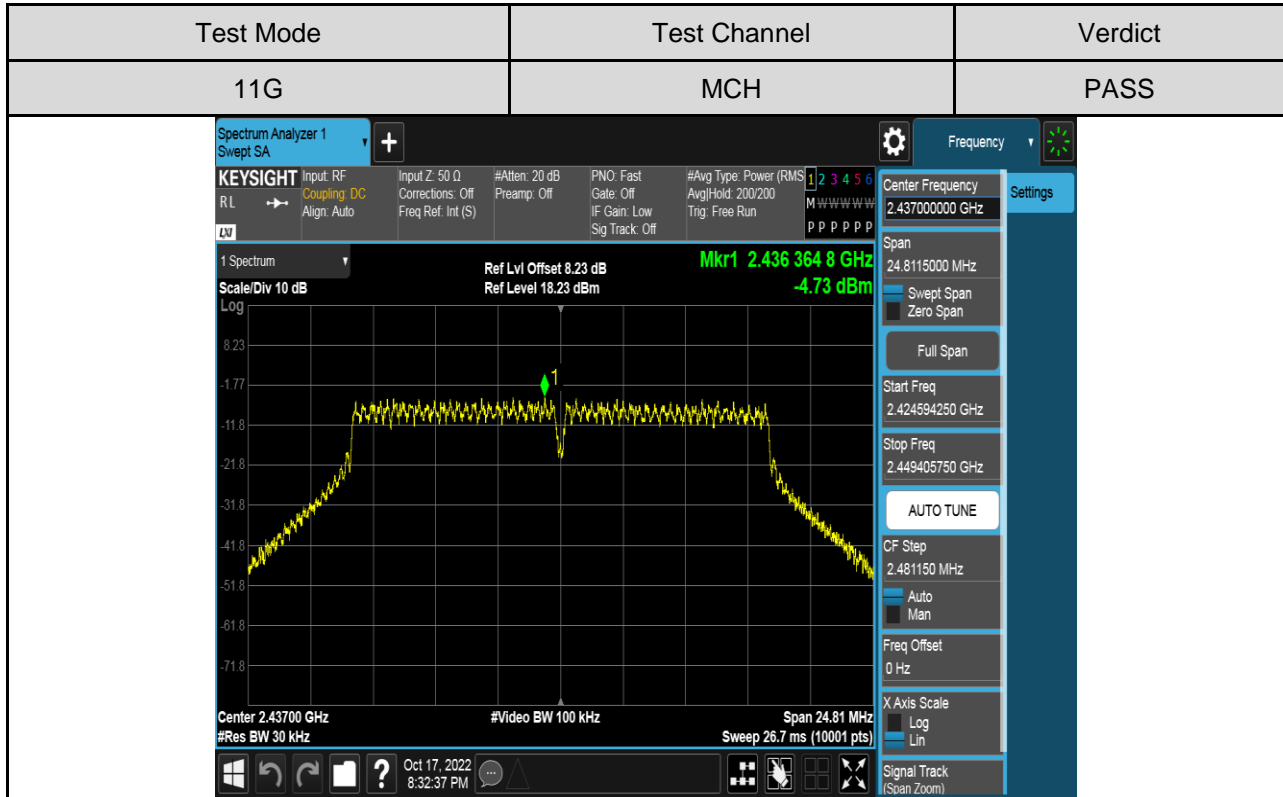 Test Mode Test Channel Verdict
11G MCH PASS
Spectrum Analyzer 1
Swept SA
+
Frequency
KEYSIGHT
RL
LXI
Input: RF
Coupling: DC
Align: Auto
Input Z: 50 Ω
Corrections: Off
Freq Ref: Int (S)
#Atten: 20 dB
Preamp: Off
PNO: Fast
Gate: Off
IF Gain: Low
Sig Track: Off
#Avg Type: Power (RMS
Avg|Hold: 200/200
Trig: Free Run
1 2 3 4 5 6
M W W W W W
P P P P P P
1 Spectrum
Scale/Div 10 dB
Log
Ref Lvl Offset 8.23 dB
Ref Level 18.23 dBm
Mkr1 2.436 364 8 GHz
-4.73 dBm
8.23
-1.77
-11.8
-21.8
-31.8
-41.8
-51.8
-61.8
-71.8
1
Center 2.43700 GHz
#Res BW 30 kHz
#Video BW 100 kHz
Span 24.81 MHz
Sweep 26.7 ms (10001 pts)
Center Frequency
2.437000000 GHz
Settings
Span
24.8115000 MHz
Swept Span
Zero Span
Full Span
Start Freq
2.424594250 GHz
Stop Freq
2.449405750 GHz
AUTO TUNE
CF Step
2.481150 MHz
Auto
Man
Freq Offset
0 Hz
X Axis Scale
Log
Lin
Signal Track
(Span Zoom)
?
Oct 17, 2022
8:32:37 PM